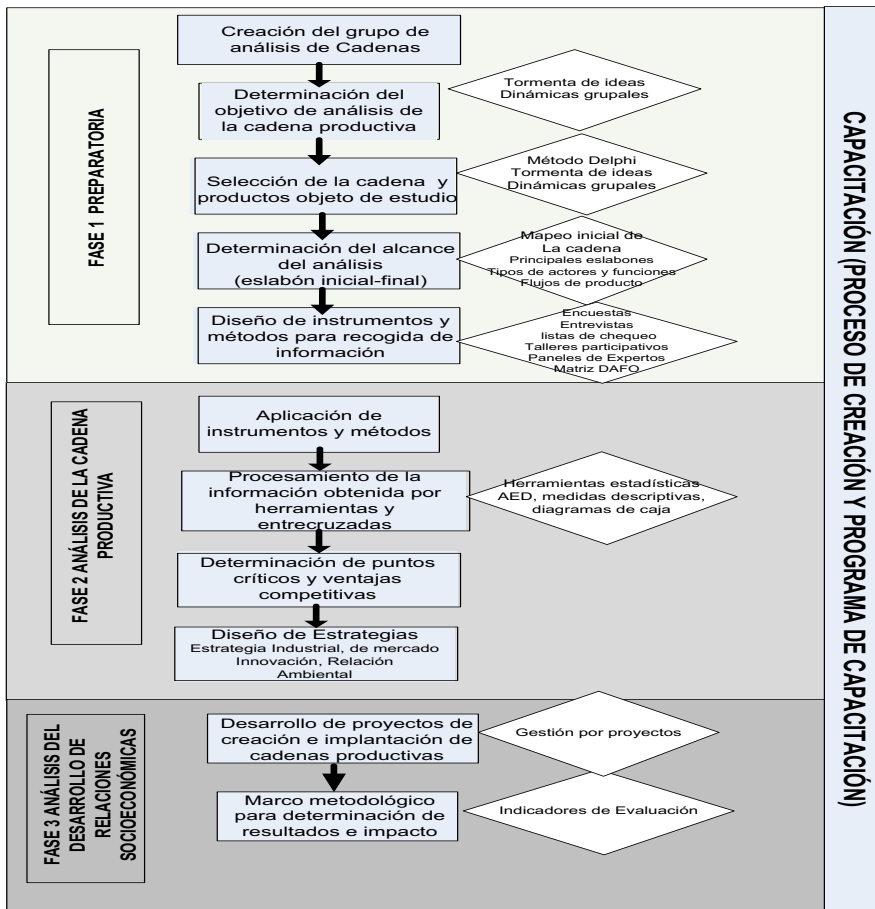 FASE 1  PREPARATORIA
Creación del grupo de
análisis de Cadenas
Determinación del
objetivo de análisis de
la cadena productiva
Tormenta de ideas
Dinámicas grupales
Selección de la cadena  y
productos objeto de estudio
Método Delphi
Tormenta de ideas
Dinámicas grupales
Determinación del alcance
del análisis
(eslabón inicial-final)
Mapeo inicial de
La cadena
Principales eslabones
Tipos de actores y funciones
Flujos de producto
Diseño de instrumentos y
métodos para recogida de
información
Encuestas
Entrevistas
listas de chequeo
Talleres participativos
Paneles de Expertos
Matriz DAFO
FASE 2 ANÁLISIS DE LA CADENA
PRODUCTIVA
Aplicación de
instrumentos y métodos
Procesamiento de la
información obtenida por
herramientas y
entrecruzadas
Herramientas estadísticas
AED, medidas descriptivas,
diagramas de caja
Determinación de puntos
críticos y ventajas
competitivas
Diseño de Estrategias
Estrategia Industrial, de mercado
Innovación, Relación
Ambiental
FASE 3 ANÁLISIS DEL
DESARROLLO DE
RELACIONES
SOCIOECONÓMICAS
Desarrollo de proyectos de
creación e implantación de
cadenas productivas
Gestión por proyectos
Marco metodológico
para determinación de
resultados e impacto
Indicadores de Evaluación
CAPACITACIÓN (PROCESO DE CREACIÓN Y PROGRAMA DE CAPACITACIÓN)